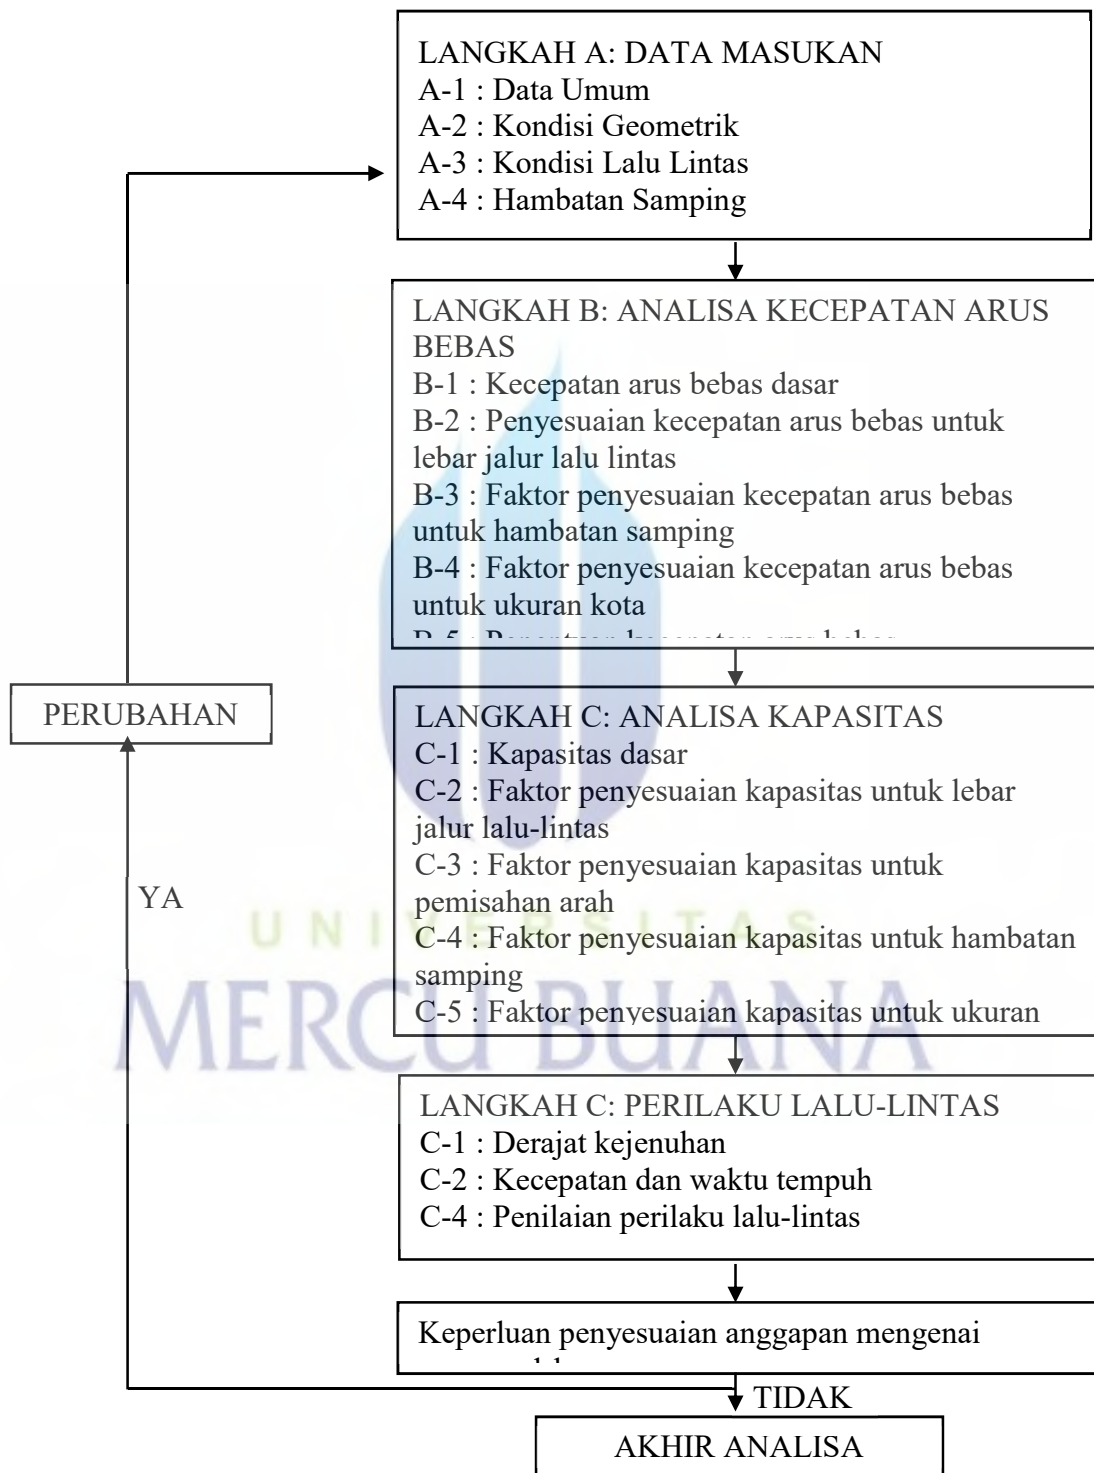 LANGKAH A: DATA MASUKAN
A-1 : Data Umum
A-2 : Kondisi Geometrik
A-3 : Kondisi Lalu Lintas
A-4 : Hambatan Samping
LANGKAH B: ANALISA KECEPATAN ARUS
BEBAS
B-1 : Kecepatan arus bebas dasar
B-2 : Penyesuaian kecepatan arus bebas untuk
lebar jalur lalu lintas
B-3 : Faktor penyesuaian kecepatan arus bebas
untuk hambatan samping
B-4 : Faktor penyesuaian kecepatan arus bebas
untuk ukuran kota
PERUBAHAN
LANGKAH C: ANALISA KAPASITAS
C-1 : Kapasitas dasar
C-2 : Faktor penyesuaian kapasitas untuk lebar
jalur lalu-lintas
C-3 : Faktor penyesuaian kapasitas untuk
pemisahan arah
C-4 : Faktor penyesuaian kapasitas untuk hambatan
samping
C-5 : Faktor penyesuaian kapasitas untuk ukuran
YA
UNIVERSITAS
MERCU BUANA
LANGKAH C: PERILAKU LALU-LINTAS
C-1 : Derajat kejenuhan
C-2 : Kecepatan dan waktu tempuh
C-4 : Penilaian perilaku lalu-lintas
Keperluan penyesuaian anggapan mengenai
TIDAK
AKHIR ANALISA